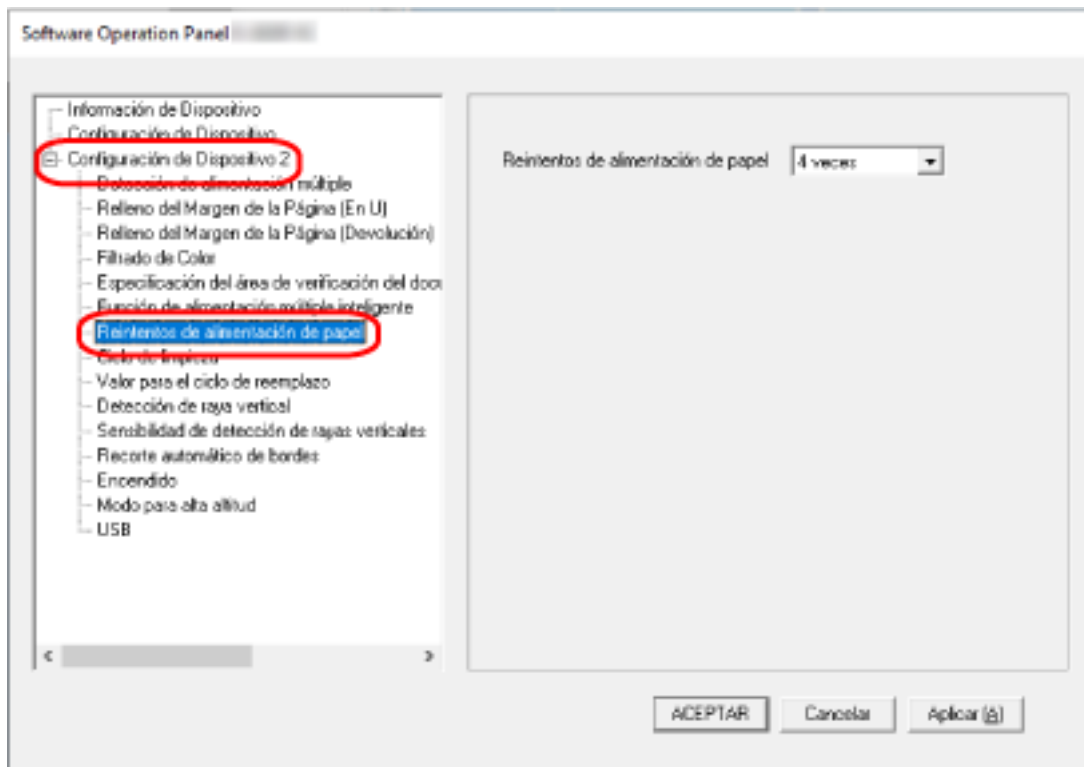 Software Operation Panel
Información de Dispositivo
Configuración de Dispositivo
Configuración de Dispositivo 2
Detección de alimentación múltiple
Relleno del Margen de la Página (En U)
Relleno del Margen de la Página (Devolución)
Filtrado de Color
Especificación del área de verificación del docu
Función de alimentación múltiple inteligente
Reintentos de alimentación de papel
Ciclo de limpieza
Valor para el ciclo de reemplazo
Detección de raya vertical
Sensibilidad de detección de rayas verticales
Recorte automático de bordes
Encendido
Modo para alta altitud
USB
Reintentos de alimentación de papel 4 veces
ACEPTAR Cancelar Aplicar (A)